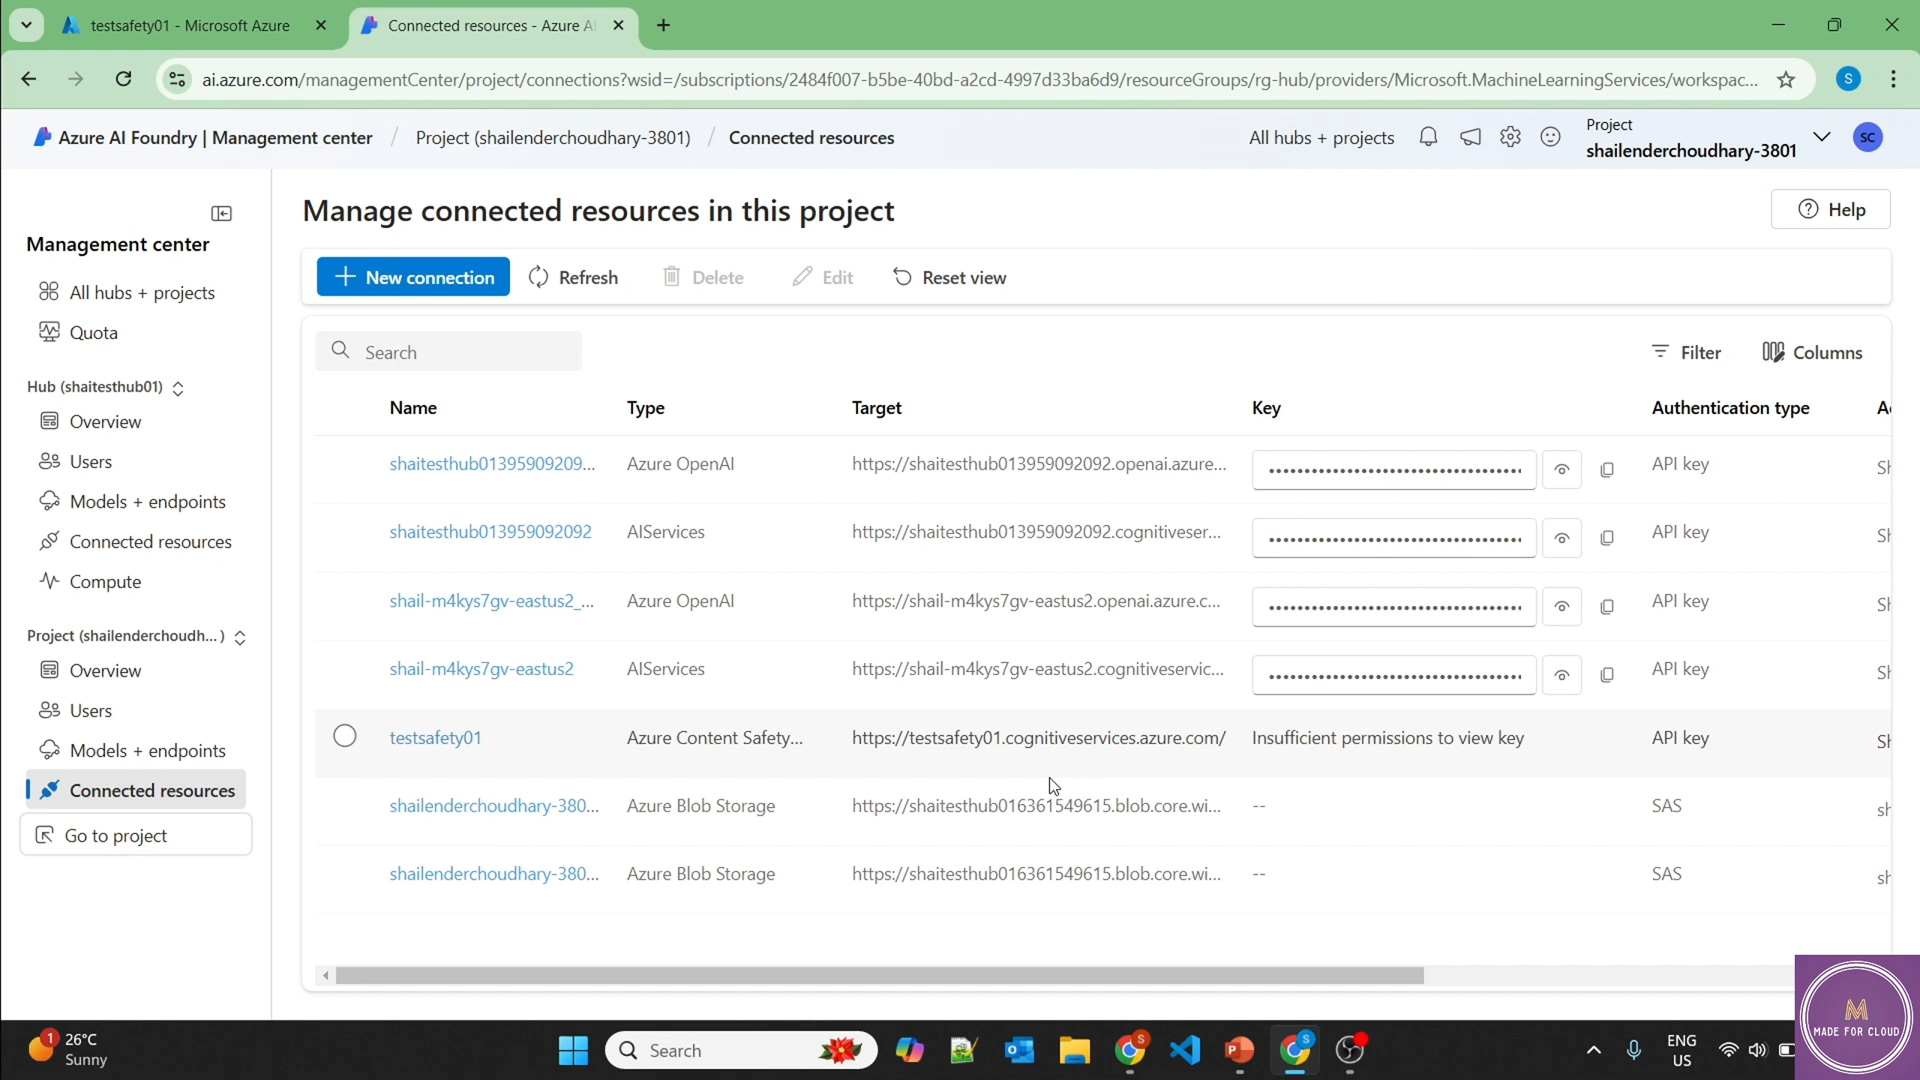 testsafety01 - Microsoft Azure
Connected resources - Azure AI
ai.azure.com/managementCenter/project/connections?wsid=/subscriptions/2484f007-b5be-40bd-a2cd-4997d33ba6d9/resourceGroups/rg-hub/providers/Microsoft.MachineLearningServices/workspac...
S
Azure AI Foundry | Management center / Project (shailenderchoudhary-3801) / Connected resources
All hubs + projects
Project
shailenderchoudhary-3801
SC
Management center
All hubs + projects
Quota
Hub (shaitesthub01)
Overview
Users
Models + endpoints
Connected resources
Compute
Project (shailenderchoudh...)
Overview
Users
Models + endpoints
Connected resources
Go to project
Manage connected resources in this project
Help
New connection Refresh Delete Edit Reset view
Search
Filter Columns
Name Type Target Key Authentication type
shaitesthub01395909209... Azure OpenAI https://shaitesthub013959092092.openai.azure... API key
shaitesthub013959092092 AIServices https://shaitesthub013959092092.cognitiveser... API key
shail-m4kys7gv-eastus2_... Azure OpenAI https://shail-m4kys7gv-eastus2.openai.azure.c... API key
shail-m4kys7gv-eastus2 AIServices https://shail-m4kys7gv-eastus2.cognitiveservic... API key
testsafety01 Azure Content Safety... https://testsafety01.cognitiveservices.azure.com/ Insufficient permissions to view key API key
shailenderchoudhary-380... Azure Blob Storage https://shaitesthub016361549615.blob.core.wi... -- SAS
shailenderchoudhary-380... Azure Blob Storage https://shaitesthub016361549615.blob.core.wi... -- SAS
1
26°C
Sunny
Search
ENG
US
M
MADE FOR CLOUD